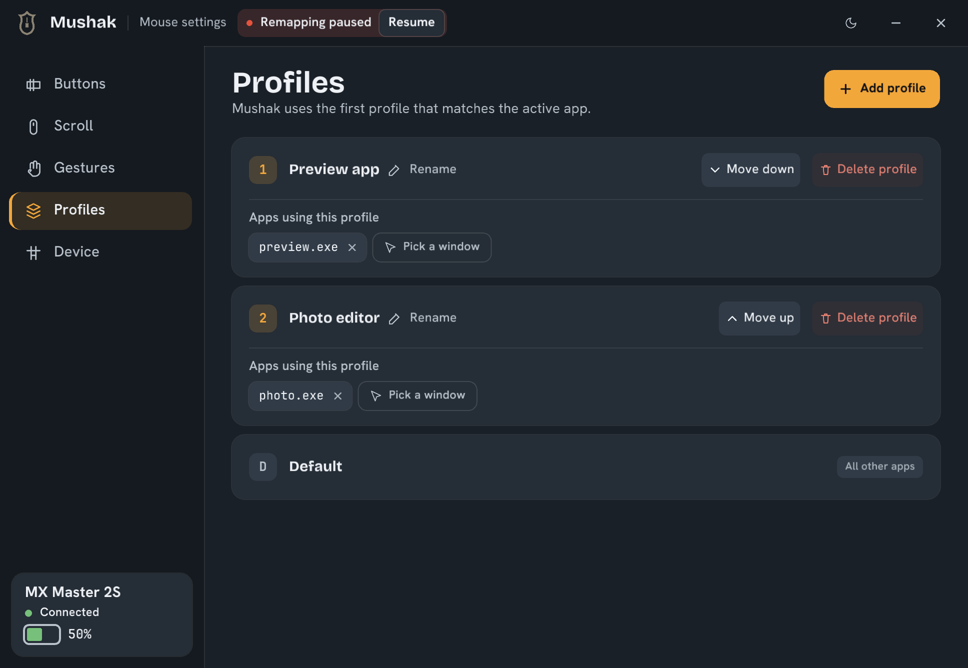 Mushak Mouse settings Remapping paused Resume
Buttons
Scroll
Gestures
Profiles
Device
MX Master 2S
Connected
50%
Profiles
Mushak uses the first profile that matches the active app.
Add profile
1 Preview app Rename Move down Delete profile
Apps using this profile
preview.exe Pick a window
2 Photo editor Rename Move up Delete profile
Apps using this profile
photo.exe Pick a window
D Default All other apps